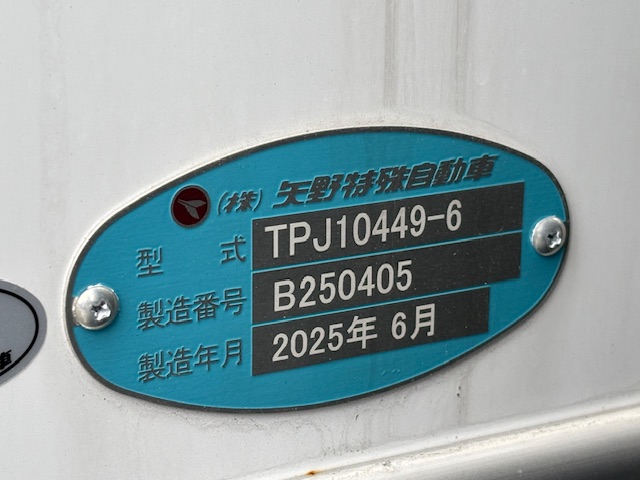 (株)矢野特殊自動車
型 式 TPJ10449-6
製造番号 B250405
製造年月 2025年 6月